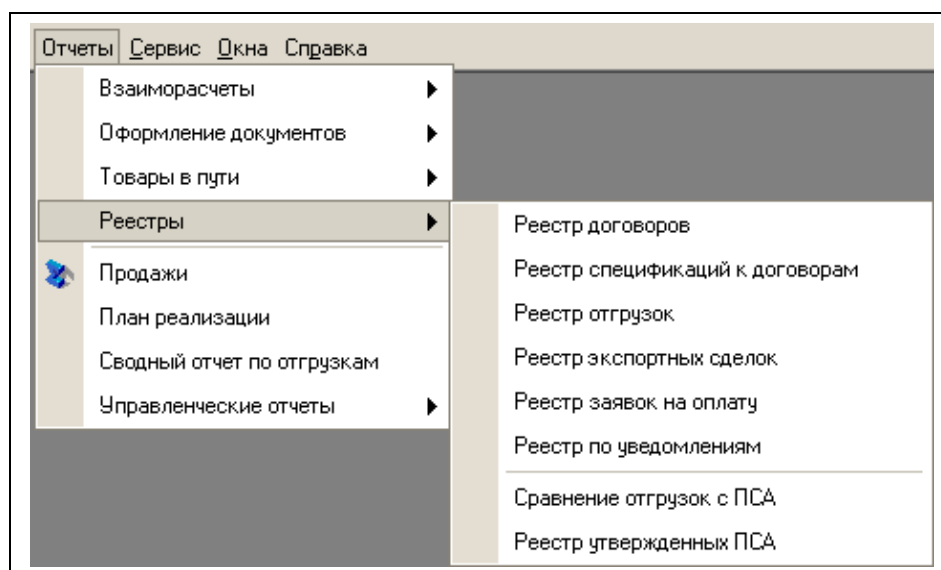 Отчеты Сервис Окна Справка
Взаиморасчеты
Оформление документов
Товары в пути
Реестры
Продажи
План реализации
Сводный отчет по отгрузкам
Управленческие отчеты
Реестр договоров
Реестр спецификаций к договорам
Реестр отгрузок
Реестр экспортных сделок
Реестр заявок на оплату
Реестр по уведомлениям
Сравнение отгрузок с ПСА
Реестр утвержденных ПСА